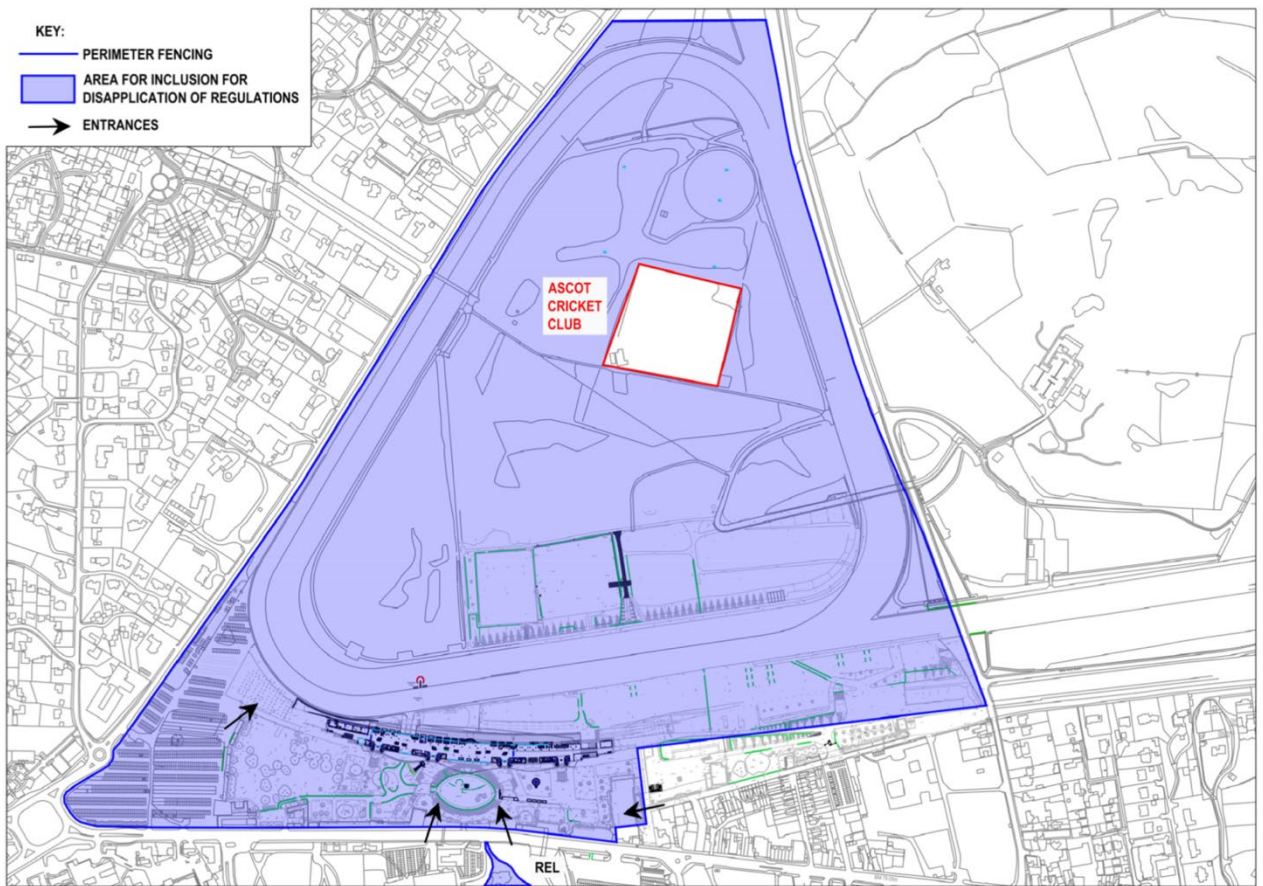 KEY:
PERIMETER FENCING
AREA FOR INCLUSION FOR
DISAPPLICATION OF REGULATIONS
ENTRANCES
ASCOT
CRICKET
CLUB
REL